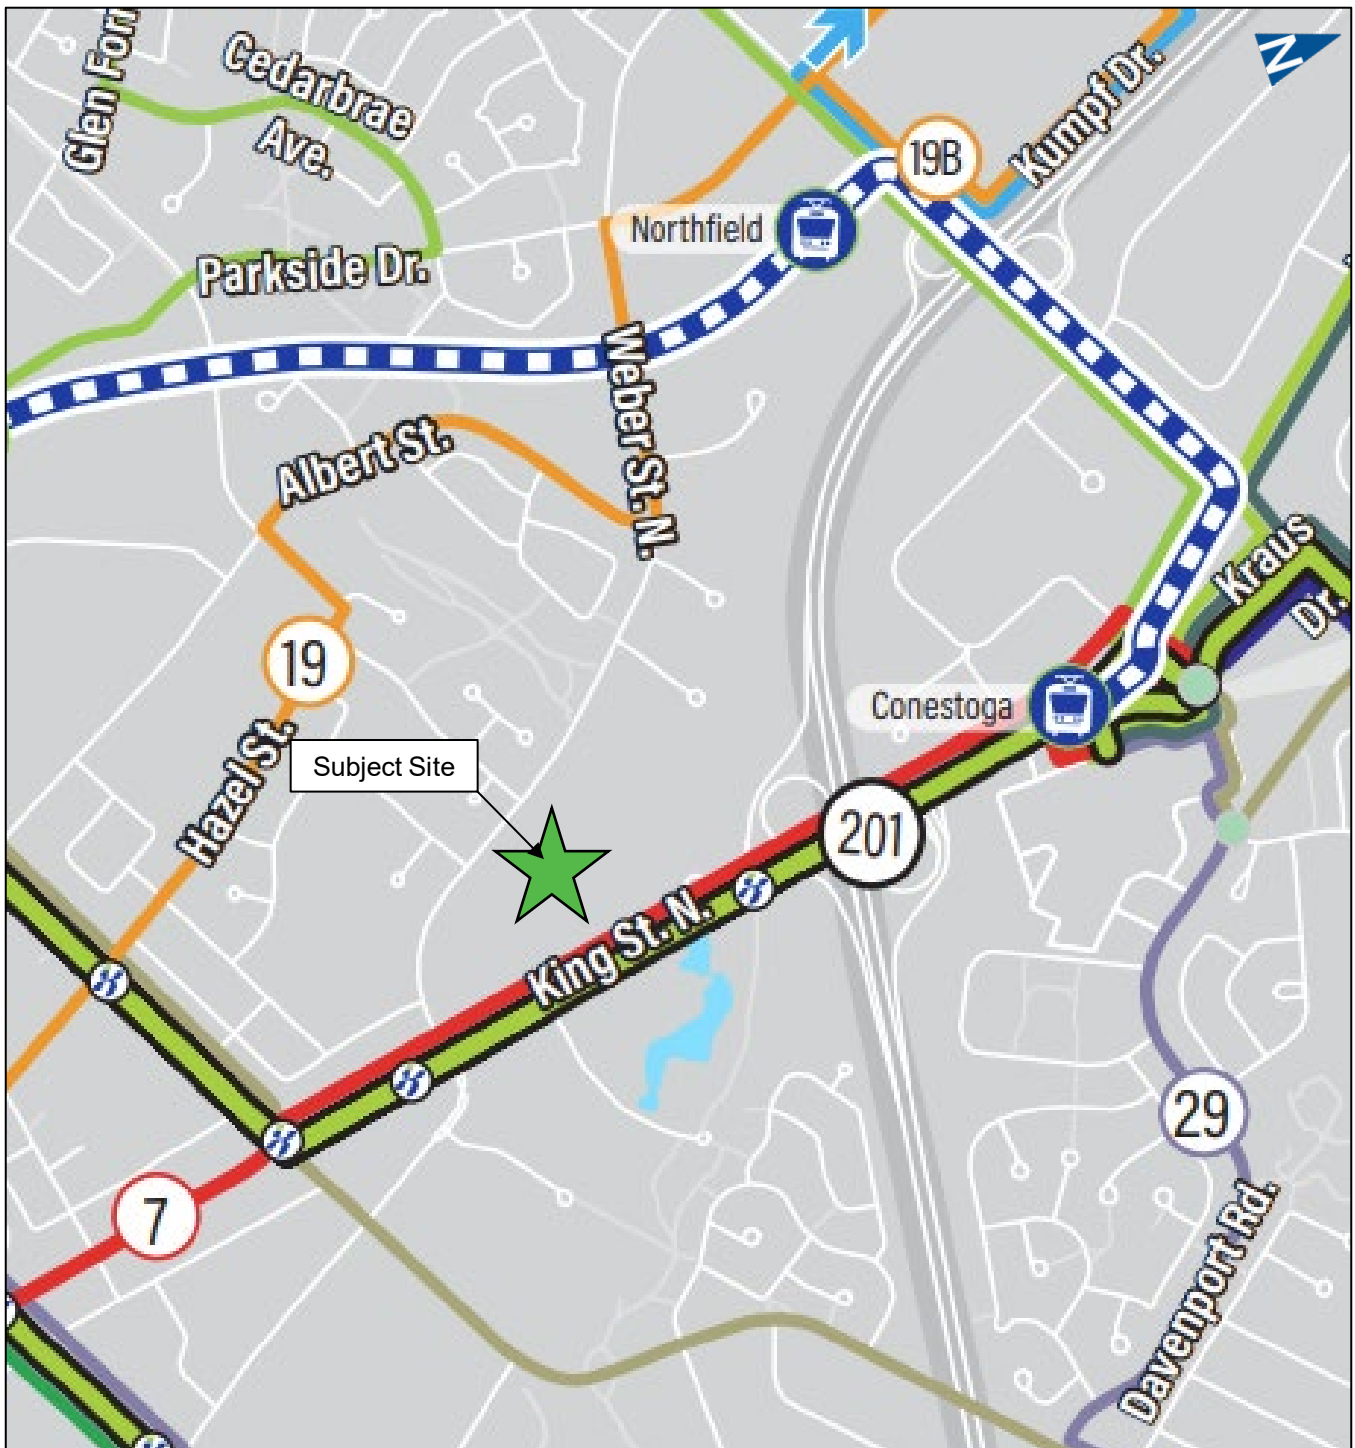 Glen Forr
Cedarbrae
Ave.
N
Kumpf Dr.
19B
Northfield
Parkside Dr.
Weber St. N.
Albert St.
Kraus
Dr.
19
Conestoga
Hazel St.
Subject Site
201
King St. N.
29
7
Davenport Rd.